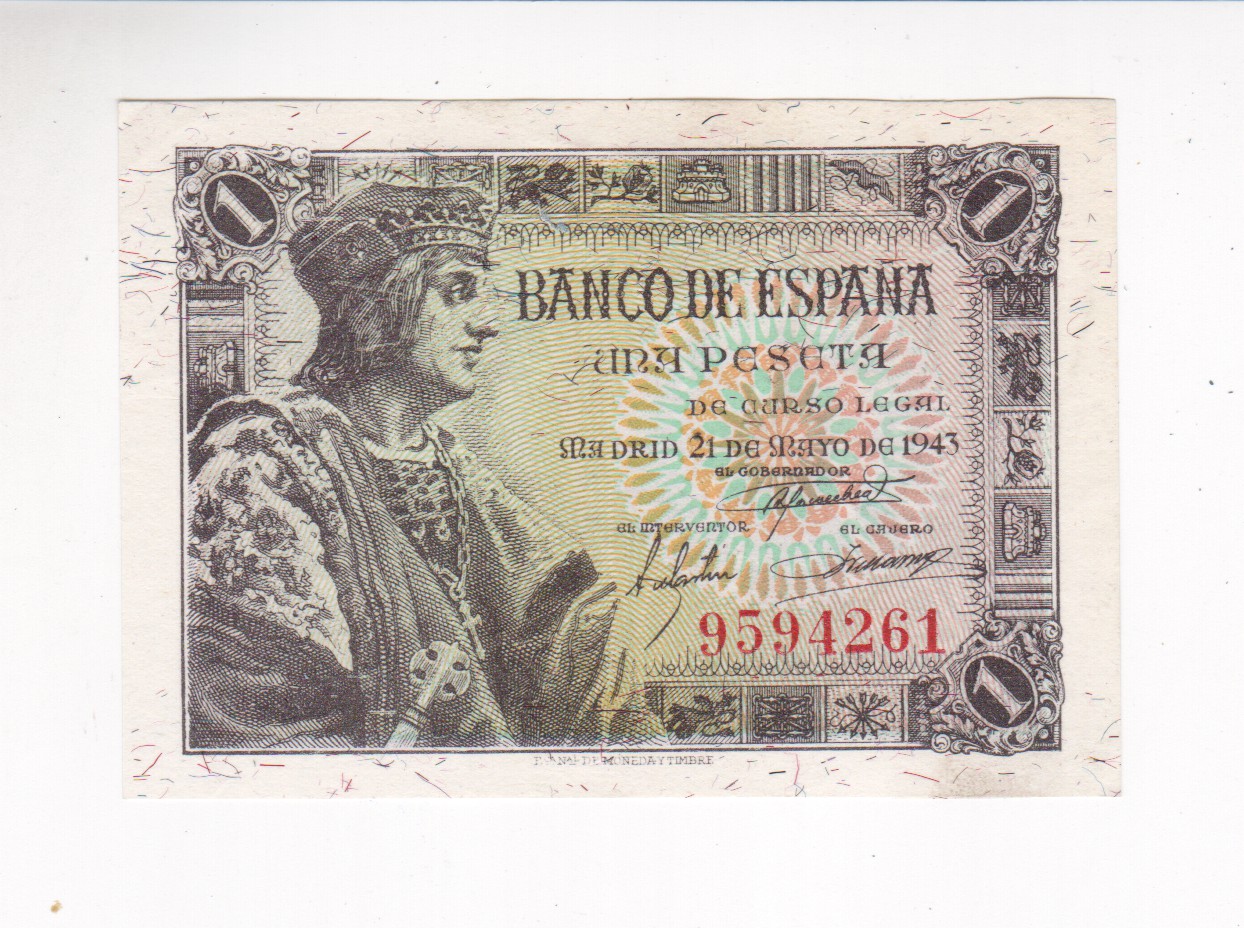 1
1
BANCO DE ESPAÑA
UNA PESETA
DE CURSO LEGAL
MADRID 21 DE MAYO DE 1943
EL GOBERNADOR
EL INTERVENTOR
EL CAJERO
9594261
1
F. NAL DE MONEDA Y TIMBRE